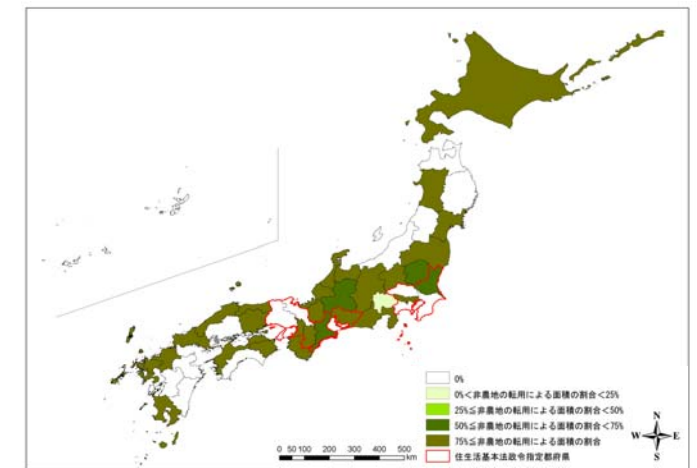 0%
0%<非農地の転用による面積の割合<25%
25%≦非農地の転用による面積の割合<50%
50%≦非農地の転用による面積の割合<75%
75%≦非農地の転用による面積の割合
住生活基本法政令指定都府県
0 50 100 200 300 400 500
km
N
W E
S